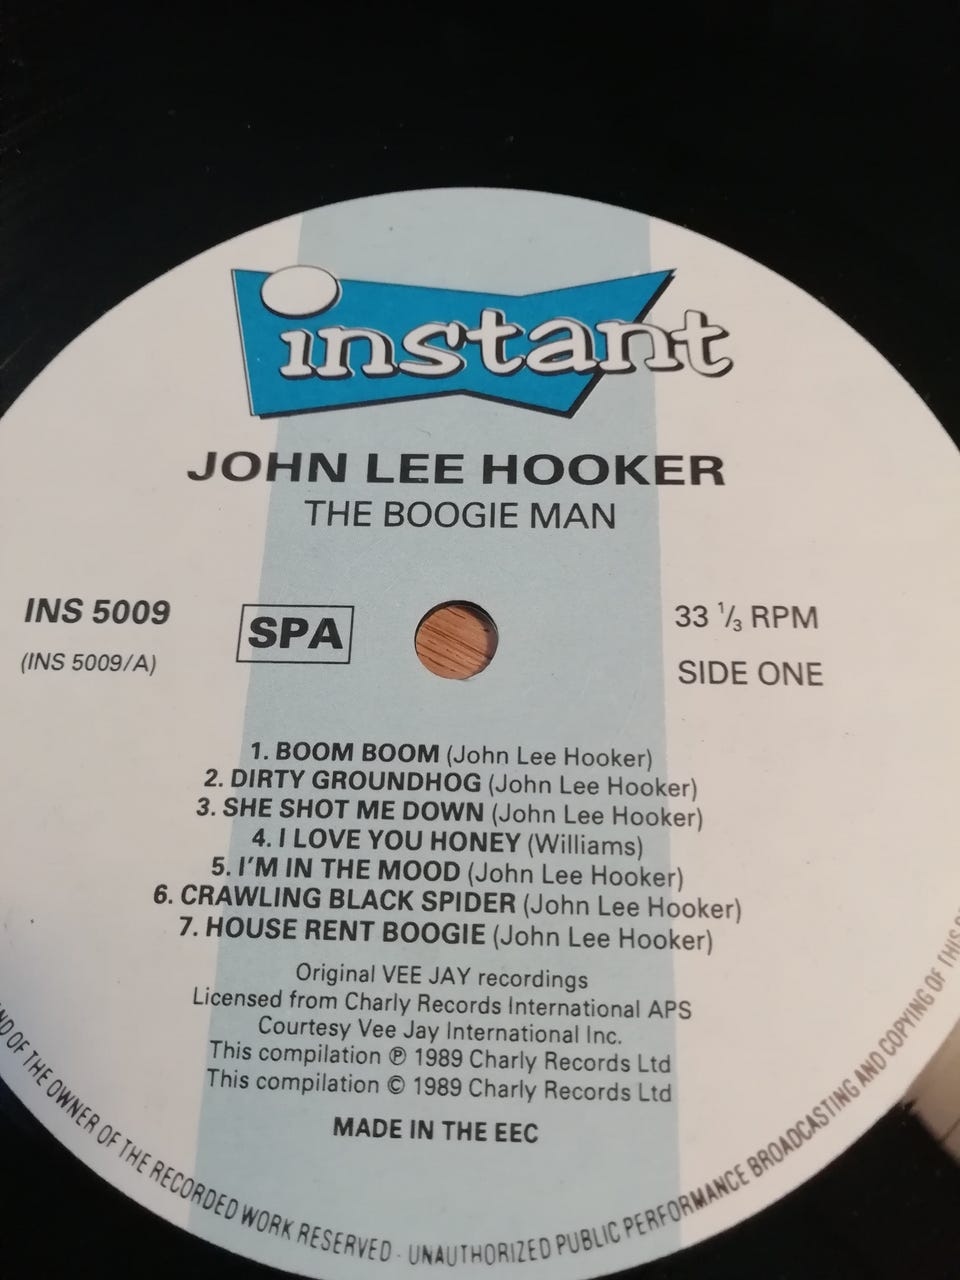 instant
JOHN LEE HOOKER
THE BOOGIE MAN
INS 5009
(INS 5009/A)
SPA
33 ⅓ RPM
SIDE ONE
1. BOOM BOOM (John Lee Hooker)
2. DIRTY GROUNDHOG (John Lee Hooker)
3. SHE SHOT ME DOWN (John Lee Hooker)
4. I LOVE YOU HONEY (Williams)
5. I'M IN THE MOOD (John Lee Hooker)
6. CRAWLING BLACK SPIDER (John Lee Hooker)
7. HOUSE RENT BOOGIE (John Lee Hooker)
Original VEE JAY recordings
Licensed from Charly Records International APS
Courtesy Vee Jay International Inc.
This compilation ℗ 1989 Charly Records Ltd
This compilation © 1989 Charly Records Ltd
MADE IN THE EEC
OF THE OWNER OF THE RECORDED WORK RESERVED · UNAUTHORIZED PUBLIC PERFORMANCE BROADCASTING AND COPYING OF THIS